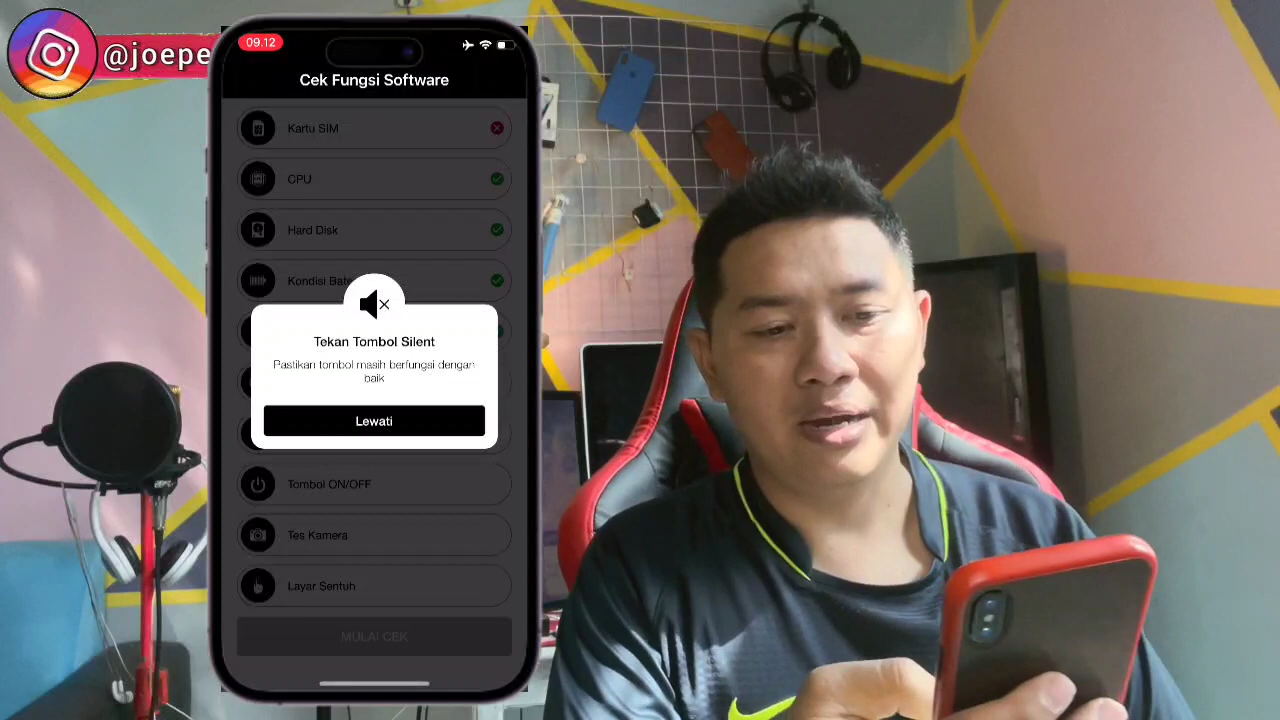 @joepe
09.12
Cek Fungsi Software
Kartu SIM
CPU
Hard Disk
Kondisi Bate
Tekan Tombol Silent
Pastikan tombol masih berfungsi dengan
baik
Lewati
Tombol ON/OFF
Tes Kamera
Layar Sentuh
MULAI CEK